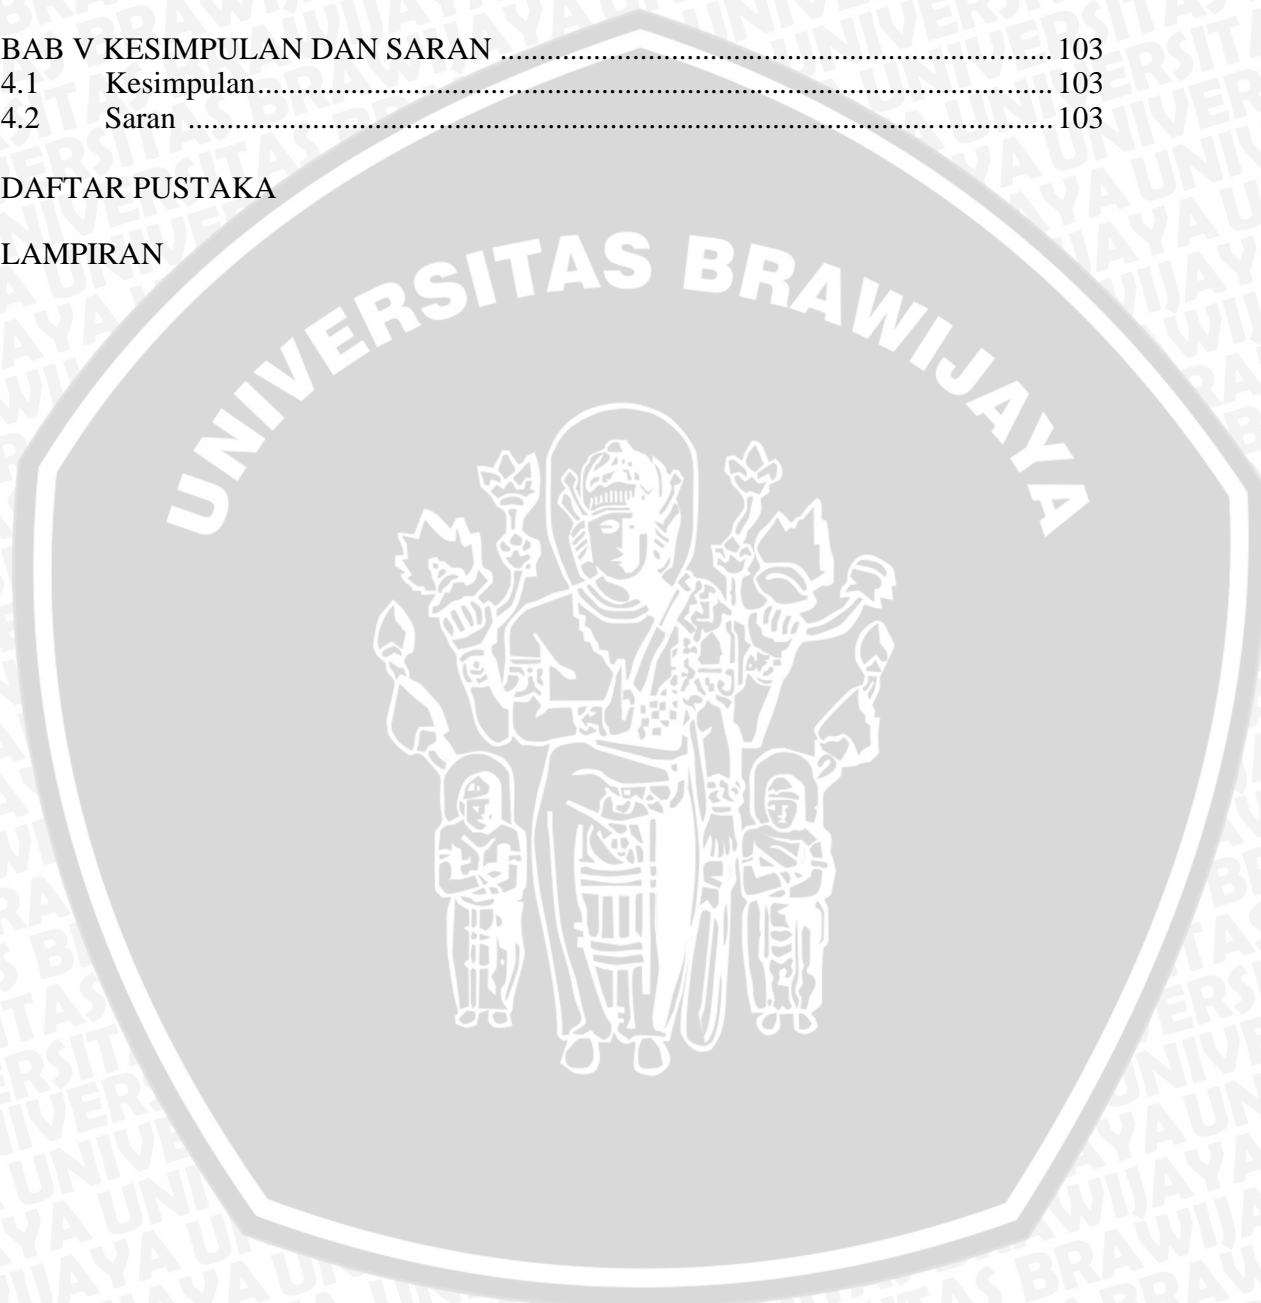 BAB V KESIMPULAN DAN SARAN ....................................................................... 103
4.1 Kesimpulan....................................................................................................... 103
4.2 Saran ................................................................................................................ 103
DAFTAR PUSTAKA
LAMPIRAN
UNIVERSITAS BRAWIJAYA